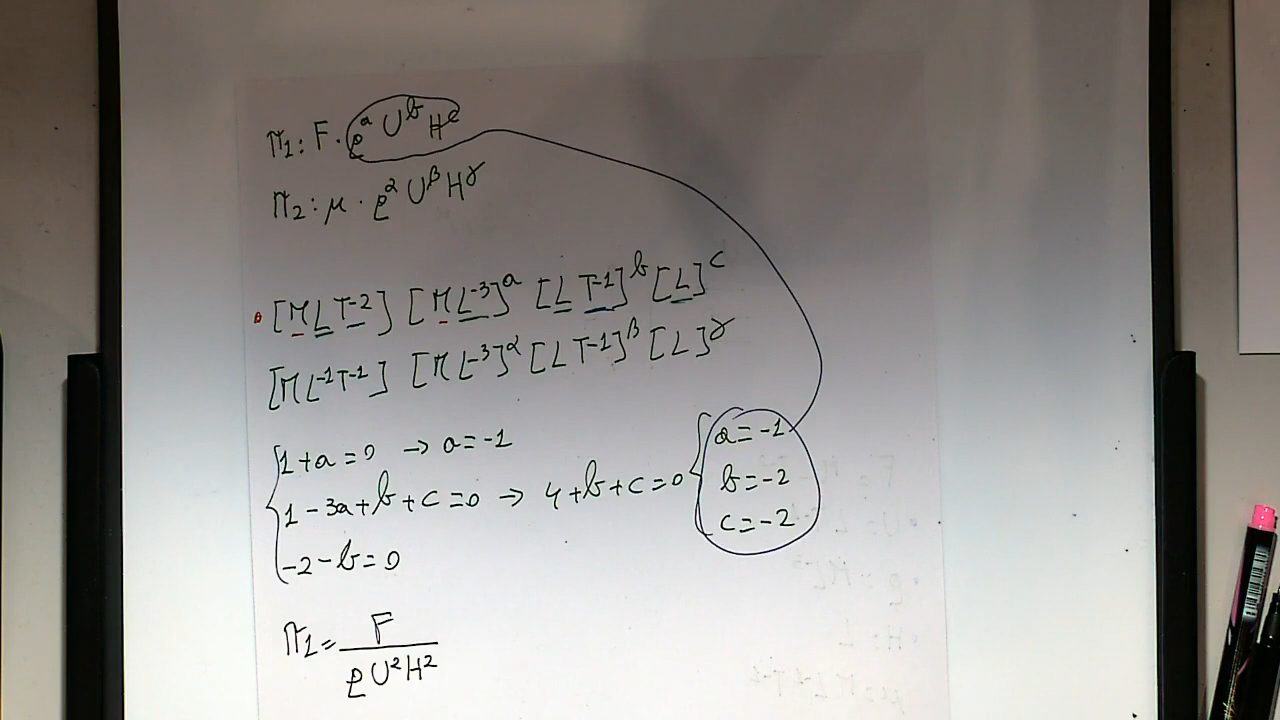 π1: F · ρ^a U^b H^c
π2: μ · ρ^α U^β H^γ
[M L T^-2] [M L^-3]^a [L T^-1]^b [L]^c
[M L^-1 T^-1] [M L^-3]^α [L T^-1]^β [L]^γ
1+a=0 → a=-1
1-3a+b+c=0 → 4+b+c=0
-2-b=0
a=-1
b=-2
c=-2
π1= F / ρU²H²